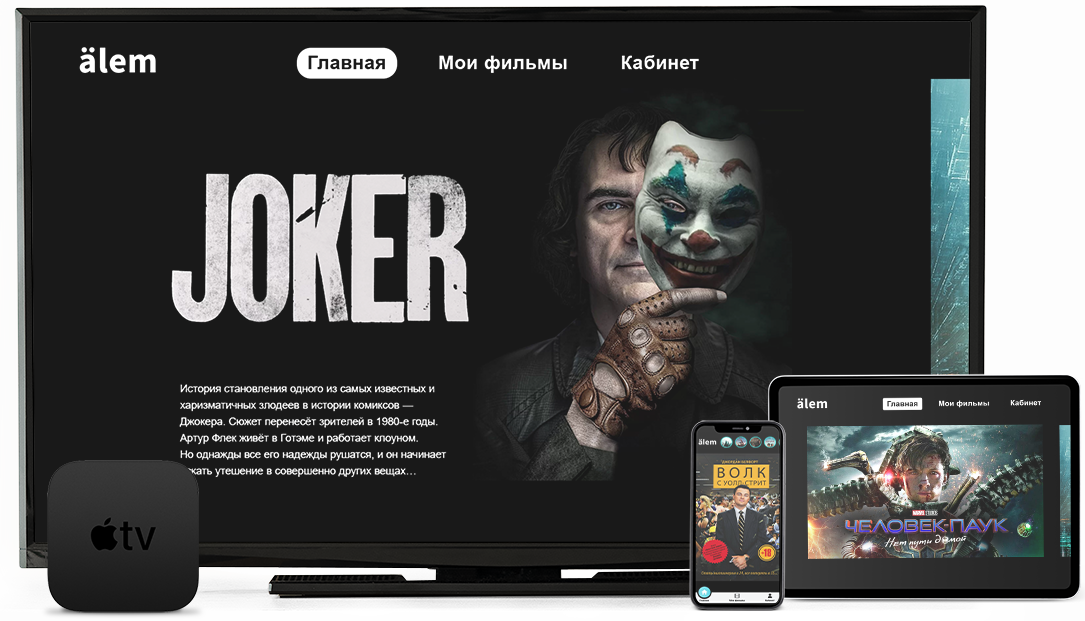 älem
Главная
Мои фильмы
Кабинет
JOKER
История становления одного из самых известных и
харизматичных злодеев в истории комиксов —
Джокера. Сюжет перенесёт зрителей в 1980-е годы.
Артур Флек живёт в Готэме и работает клоуном.
Но однажды все его надежды рушатся, и он начинает
утешение в совершенно других вещах…
tv
älem
ВОЛК
С УОЛЛ-СТРИТ
+18
älem
Главная
Мои фильмы
Кабинет
MARVEL STUDIOS
ЧЕЛОВЕК-ПАУК
Нет пути домой